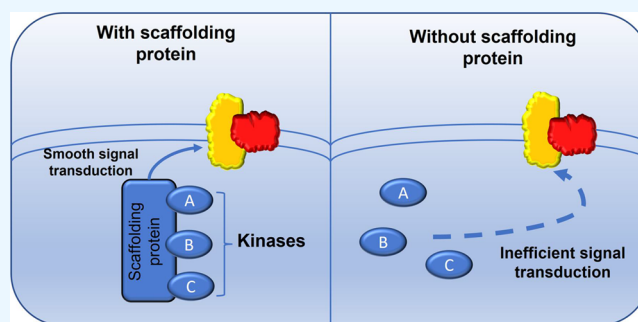 With scaffolding
protein
Smooth signal
transduction
Scaffolding
protein
A
B
C
Kinases
Without scaffolding
protein
A
B
C
Inefficient signal
transduction